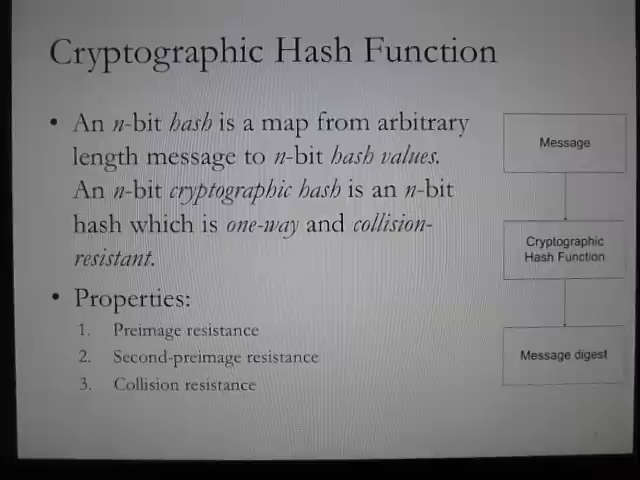 Cryptographic Hash Function
• An n-bit hash is a map from arbitrary
length message to n-bit hash values.
An n-bit cryptographic hash is an n-bit
hash which is one-way and collision-
resistant.
• Properties:
1. Preimage resistance
2. Second-preimage resistance
3. Collision resistance
Message
Cryptographic
Hash Function
Message digest